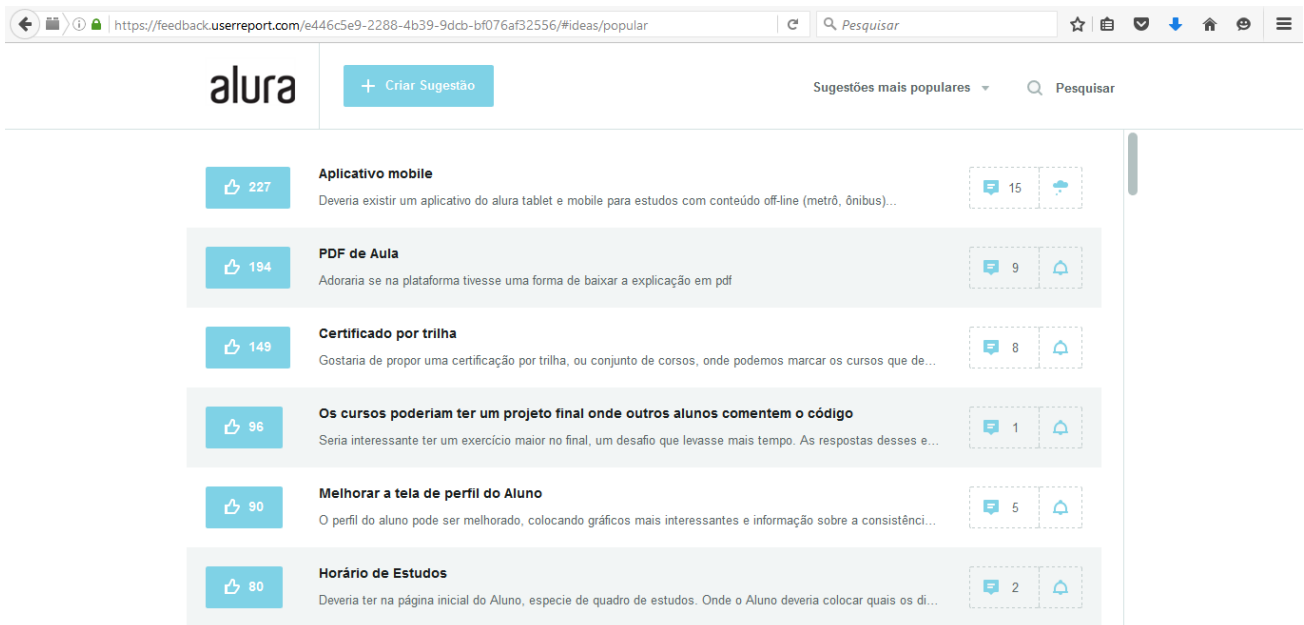 https://feedback.userreport.com/e446c5e9-2288-4b39-9dcb-bf076af32556/#ideas/popular
Pesquisar
alura
+ Criar Sugestão
Sugestões mais populares
Pesquisar
227
Aplicativo mobile
15
Deveria existir um aplicativo do alura tablet e mobile para estudos com conteúdo off-line (metrô, ônibus)...
194
PDF de Aula
9
Adoraria se na plataforma tivesse uma forma de baixar a explicação em pdf
149
Certificado por trilha
8
Gostaria de propor uma certificação por trilha, ou conjunto de corsos, onde podemos marcar os cursos que de...
96
Os cursos poderiam ter um projeto final onde outros alunos comentem o código
1
Seria interessante ter um exercício maior no final, um desafio que levasse mais tempo. As respostas desses e...
90
Melhorar a tela de perfil do Aluno
5
O perfil do aluno pode ser melhorado, colocando gráficos mais interessantes e informação sobre a consistênci...
80
Horário de Estudos
2
Deveria ter na página inicial do Aluno, especie de quadro de estudos. Onde o Aluno deveria colocar quais os di...